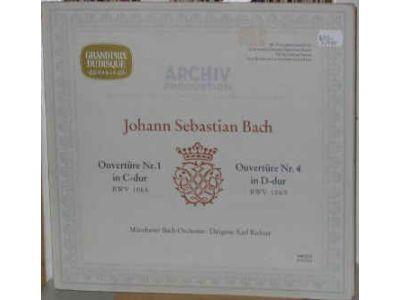 GRAND PRIX
DU DISQUE
ARCHIV
PRODUKTION
Johann Sebastian Bach
Ouvertüre Nr. 1
in C-dur
BWV 1066
Ouvertüre Nr. 4
in D-dur
BWV 1069
Münchener Bach-Orchester · Dirigent: Karl Richter